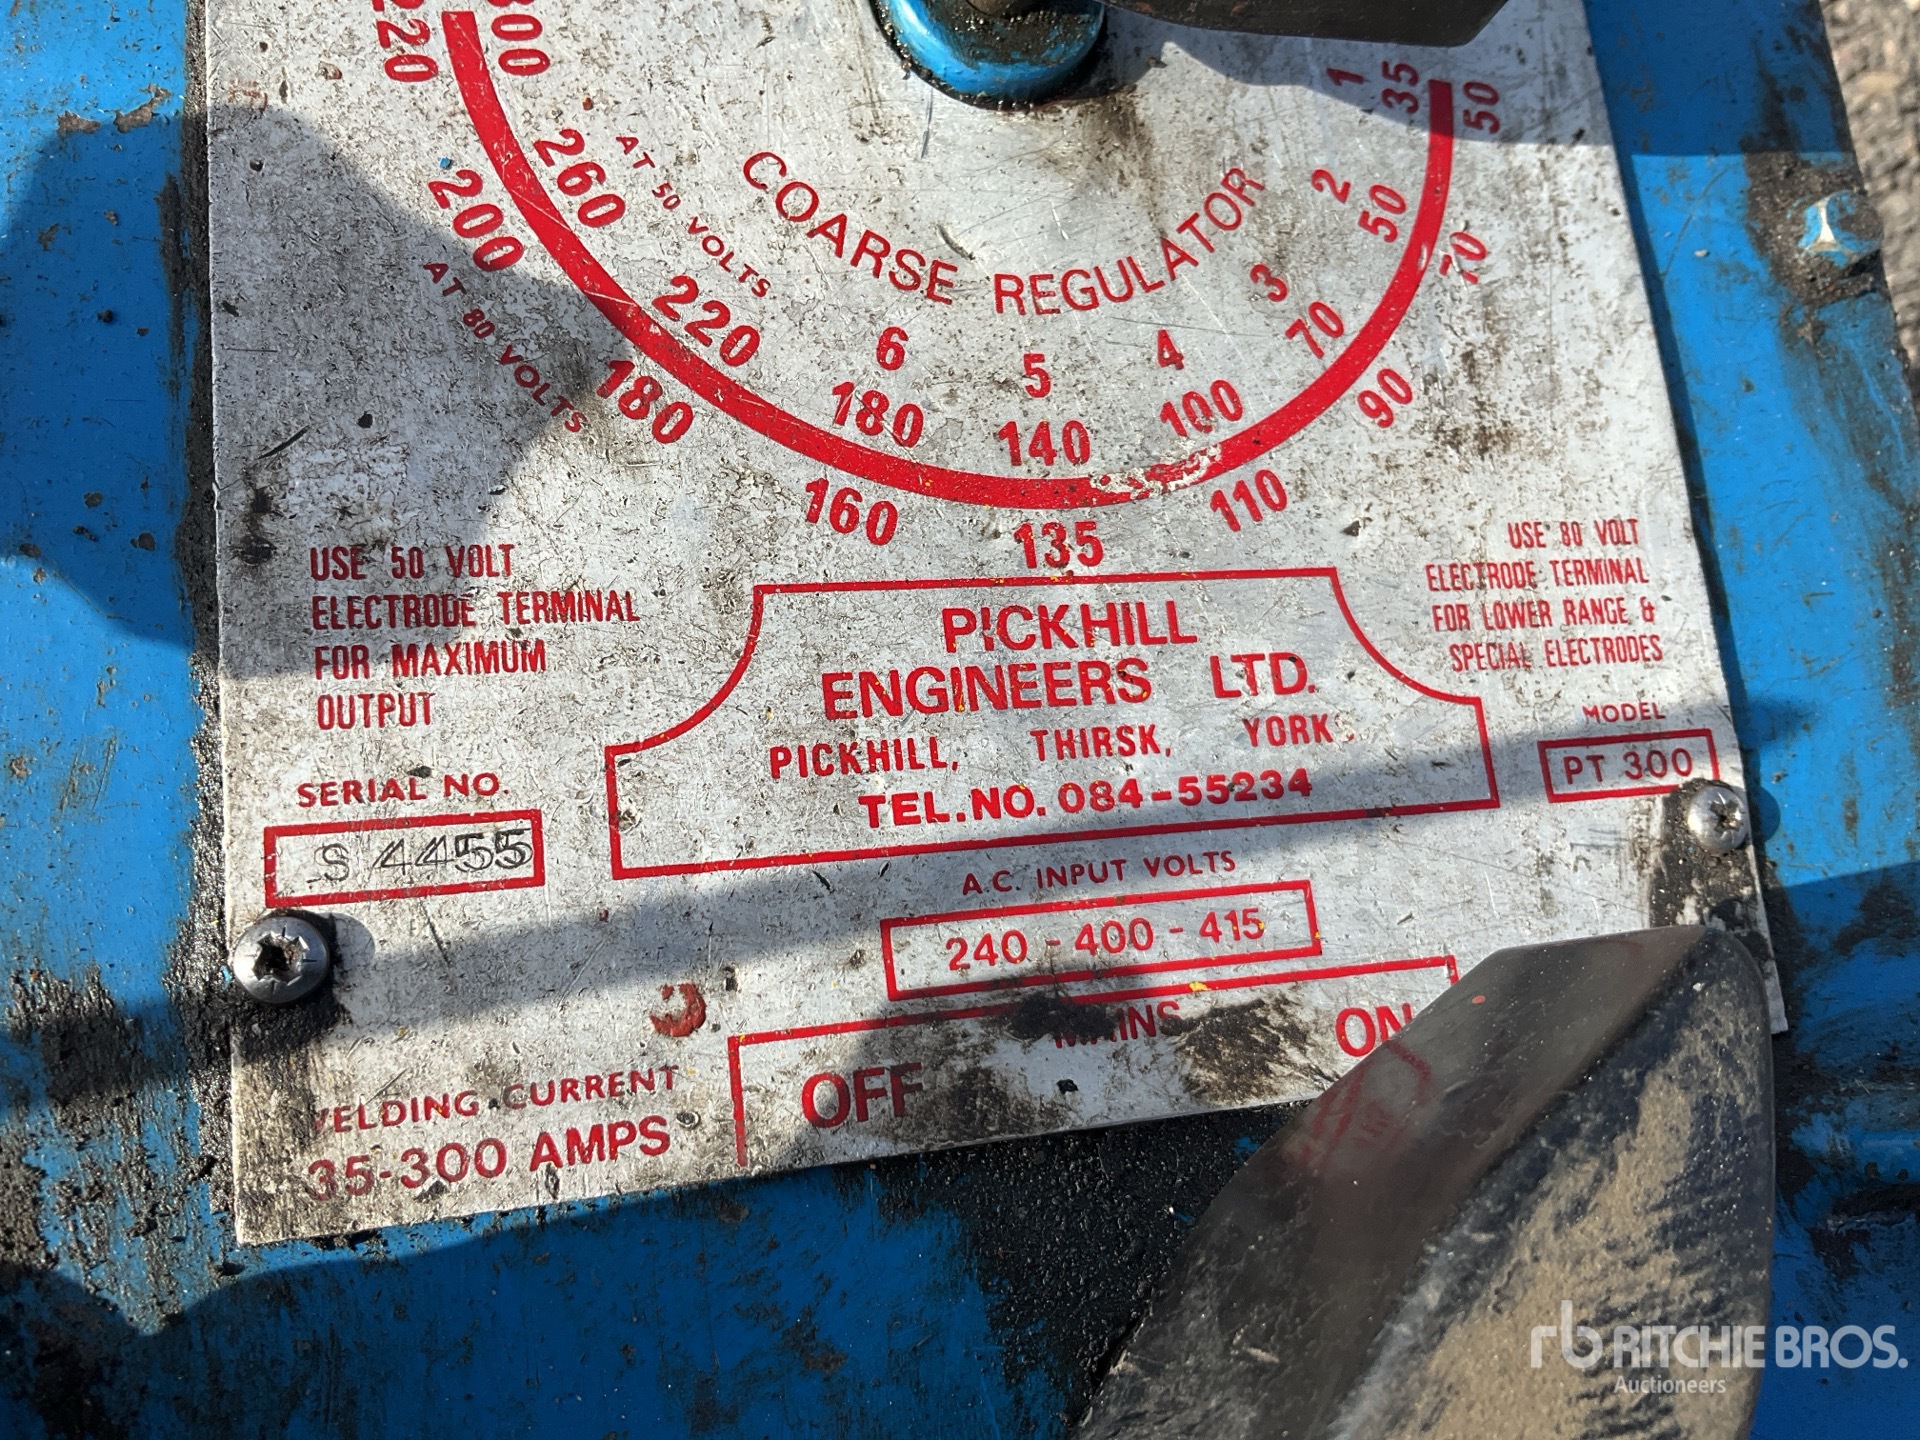 220
300
1
35
50
200
260
AT 50 VOLTS
COARSE REGULATOR
2
50
70
AT 80 VOLTS
180
220
6
180
5
140
4
100
3
70
90
160
135
110
USE 50 VOLT
ELECTRODE TERMINAL
FOR MAXIMUM
OUTPUT
USE 80 VOLT
ELECTRODE TERMINAL
FOR LOWER RANGE &
SPECIAL ELECTRODES
PICKHILL
ENGINEERS LTD.
PICKHILL, THIRSK, YORKS
TEL.NO. 084-55234
MODEL
PT 300
SERIAL NO.
S 4455
A.C. INPUT VOLTS
240 - 400 - 415
MAINS
OFF
ON
WELDING CURRENT
35-300 AMPS
rb RITCHIE BROS.
Auctioneers